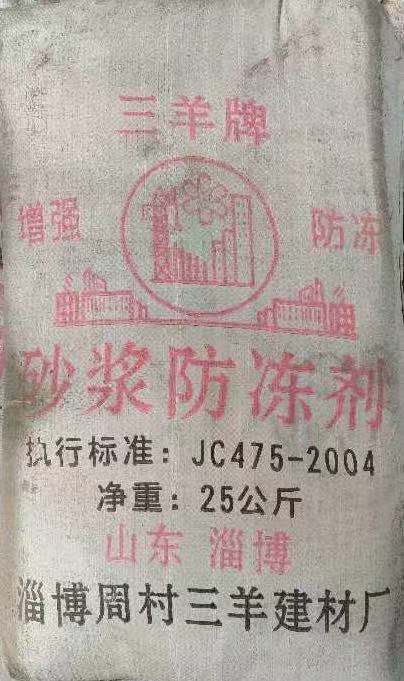 三羊牌
增强 防冻
砂浆防冻剂
执行标准：JC475-2004
净重：25公斤
山东 淄博
淄博周村三羊建材厂